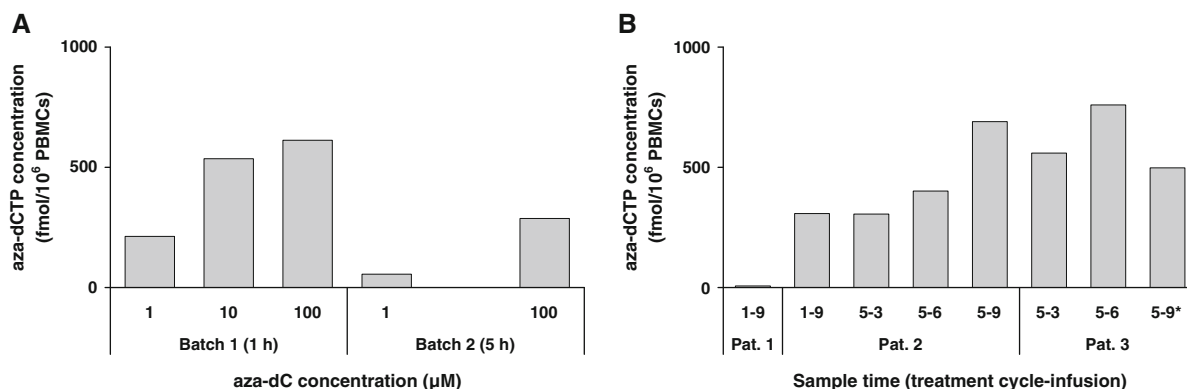 A
1000
500
0
aza-dCTP concentration
(fmol/10⁶ PBMCs)
1 10 100 1 100
Batch 1 (1 h) Batch 2 (5 h)
aza-dC concentration (µM)
B
1000
500
0
aza-dCTP concentration
(fmol/10⁶ PBMCs)
1-9 1-9 5-3 5-6 5-9 5-3 5-6 5-9*
Pat. 1 Pat. 2 Pat. 3
Sample time (treatment cycle-infusion)